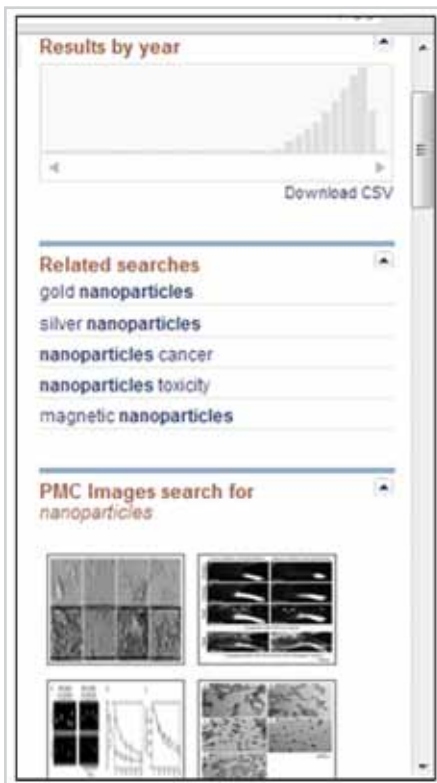 Results by year
Download CSV
Related searches
gold nanoparticles
silver nanoparticles
nanoparticles cancer
nanoparticles toxicity
magnetic nanoparticles
PMC Images search for
nanoparticles